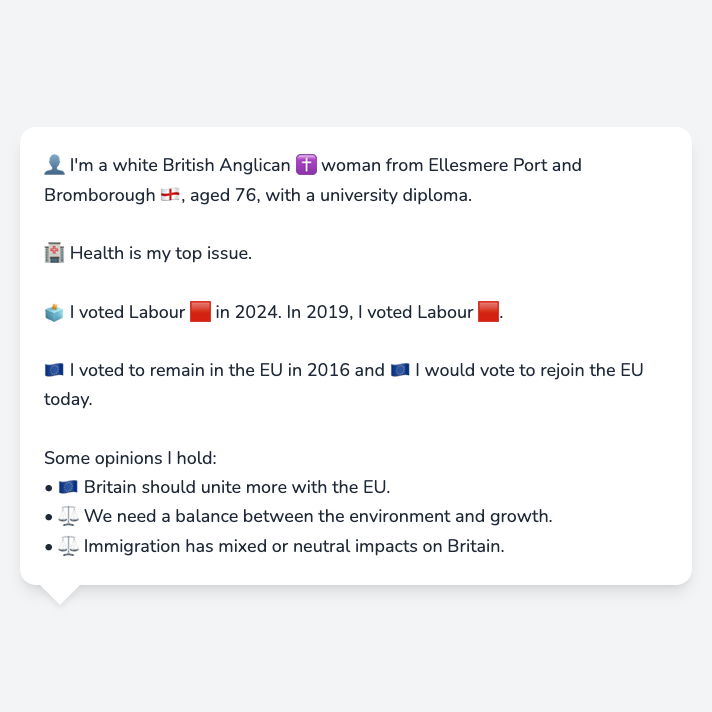 👤 I'm a white British Anglican ✝️ woman from Ellesmere Port and
Bromborough 🏴󠁧󠁢󠁥󠁮󠁧󠁿, aged 76, with a university diploma.
🏥 Health is my top issue.
🗳️ I voted Labour 🟥 in 2024. In 2019, I voted Labour 🟥.
🇪🇺 I voted to remain in the EU in 2016 and 🇪🇺 I would vote to rejoin the EU
today.
Some opinions I hold:
• 🇪🇺 Britain should unite more with the EU.
• ⚖️ We need a balance between the environment and growth.
• ⚖️ Immigration has mixed or neutral impacts on Britain.